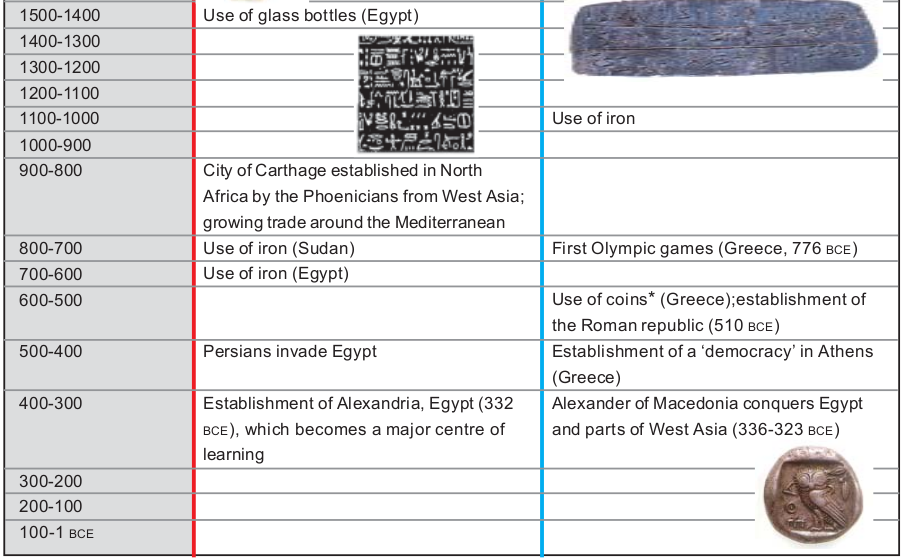 1500-1400 Use of glass bottles (Egypt)
1400-1300
1300-1200
1200-1100
1100-1000 Use of iron
1000-900
900-800 City of Carthage established in North
Africa by the Phoenicians from West Asia;
growing trade around the Mediterranean
800-700 Use of iron (Sudan) First Olympic games (Greece, 776 BCE)
700-600 Use of iron (Egypt)
600-500 Use of coins* (Greece);establishment of
the Roman republic (510 BCE)
500-400 Persians invade Egypt Establishment of a ‘democracy’ in Athens
(Greece)
400-300 Establishment of Alexandria, Egypt (332 Alexander of Macedonia conquers Egypt
BCE), which becomes a major centre of and parts of West Asia (336-323 BCE)
learning
300-200
200-100
100-1 BCE